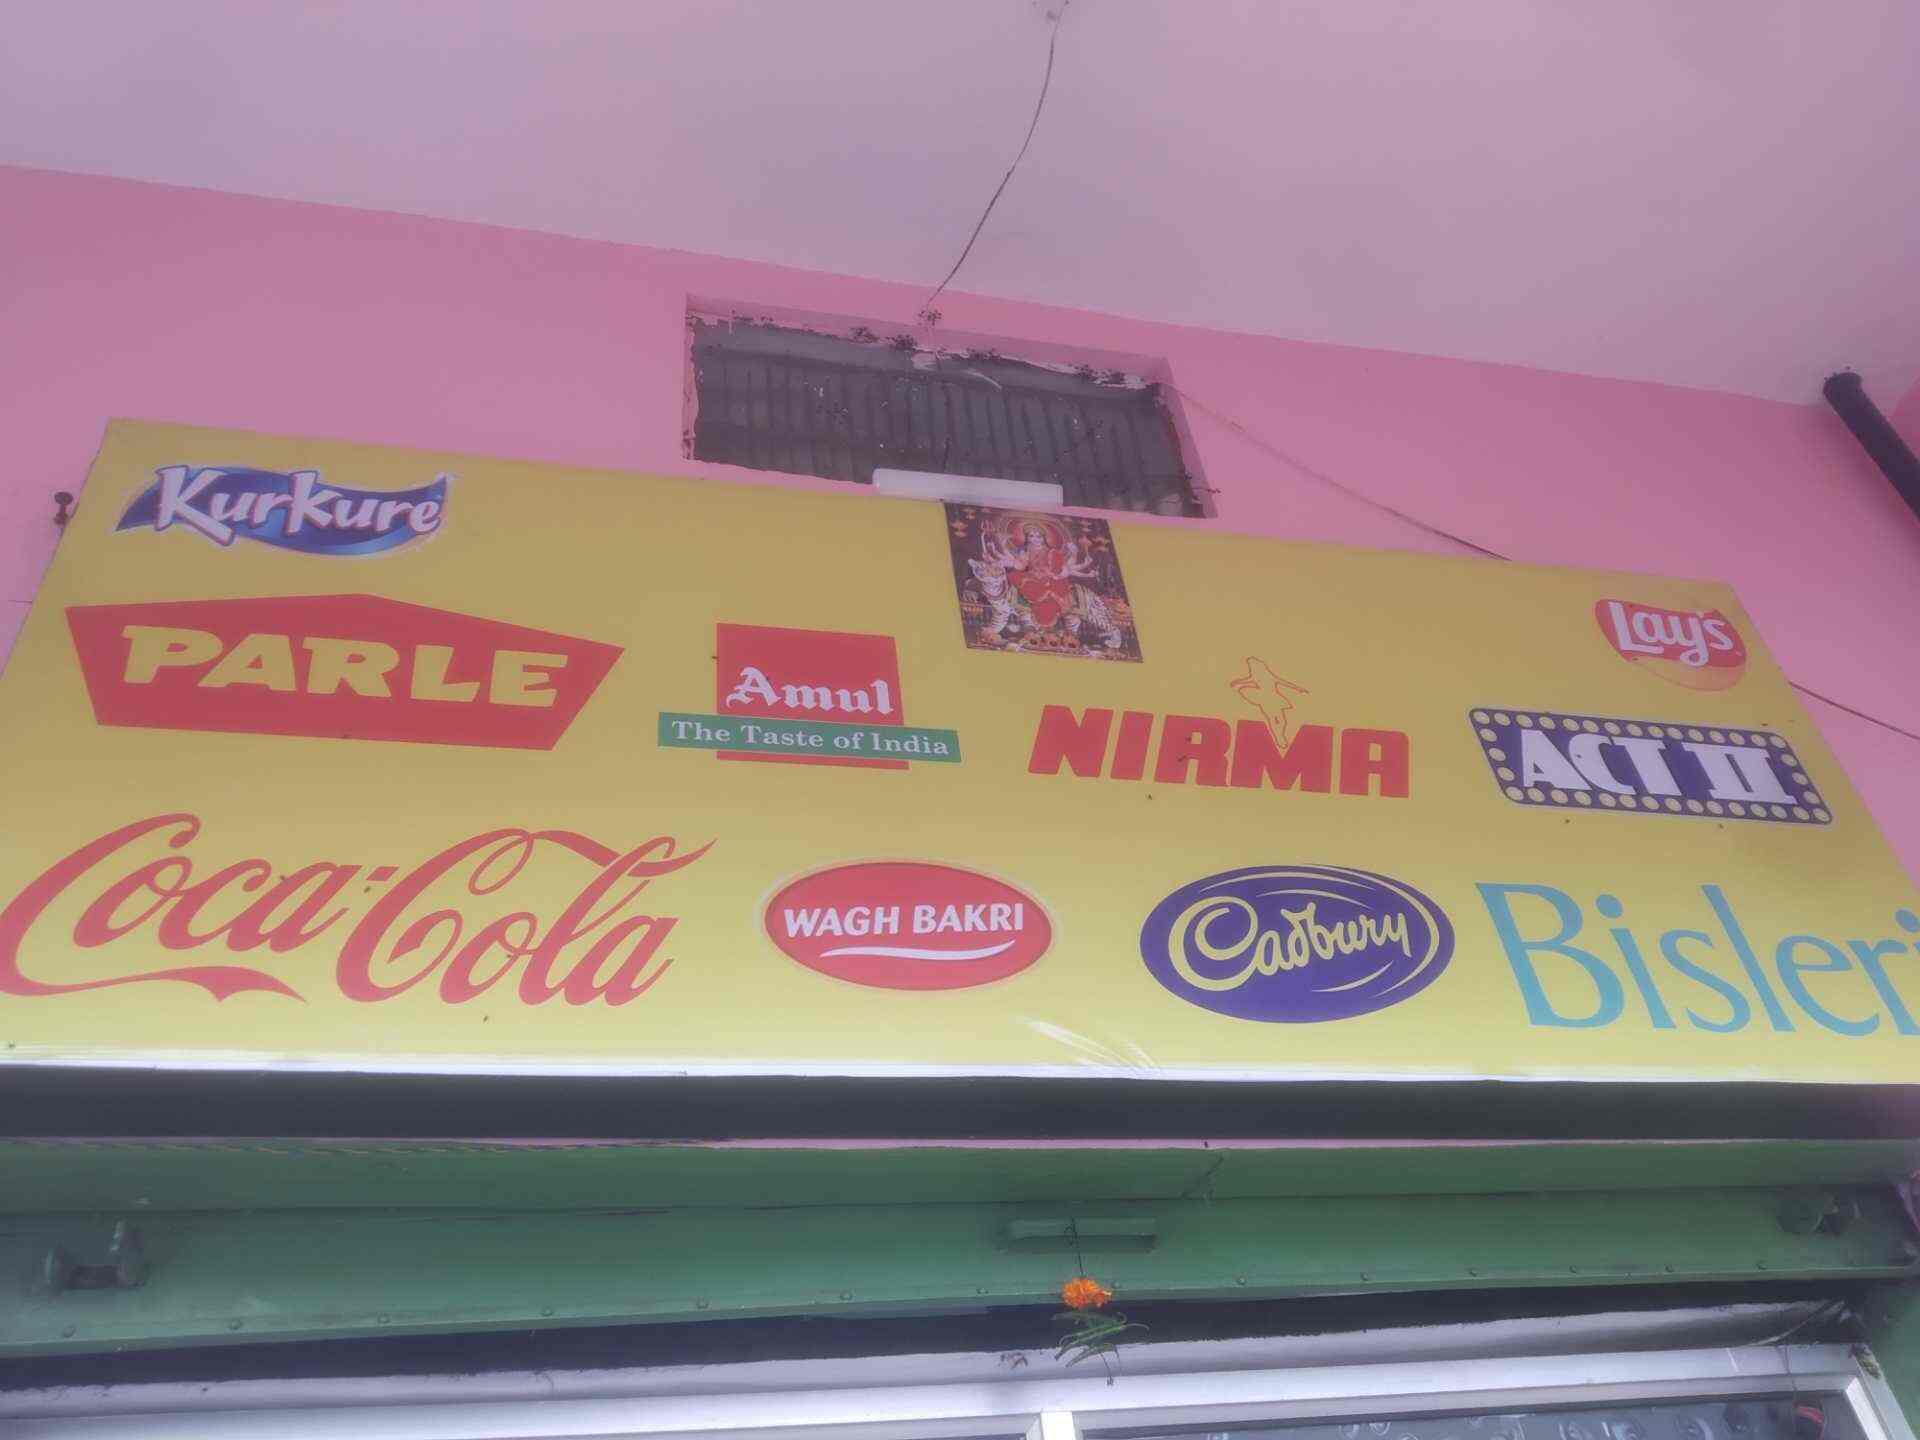 Kurkure
Lay's
PARLE
Amul
The Taste of India
NIRMA
ACT II
Coca-Cola
WAGH BAKRI
Cadbury
Bisleri